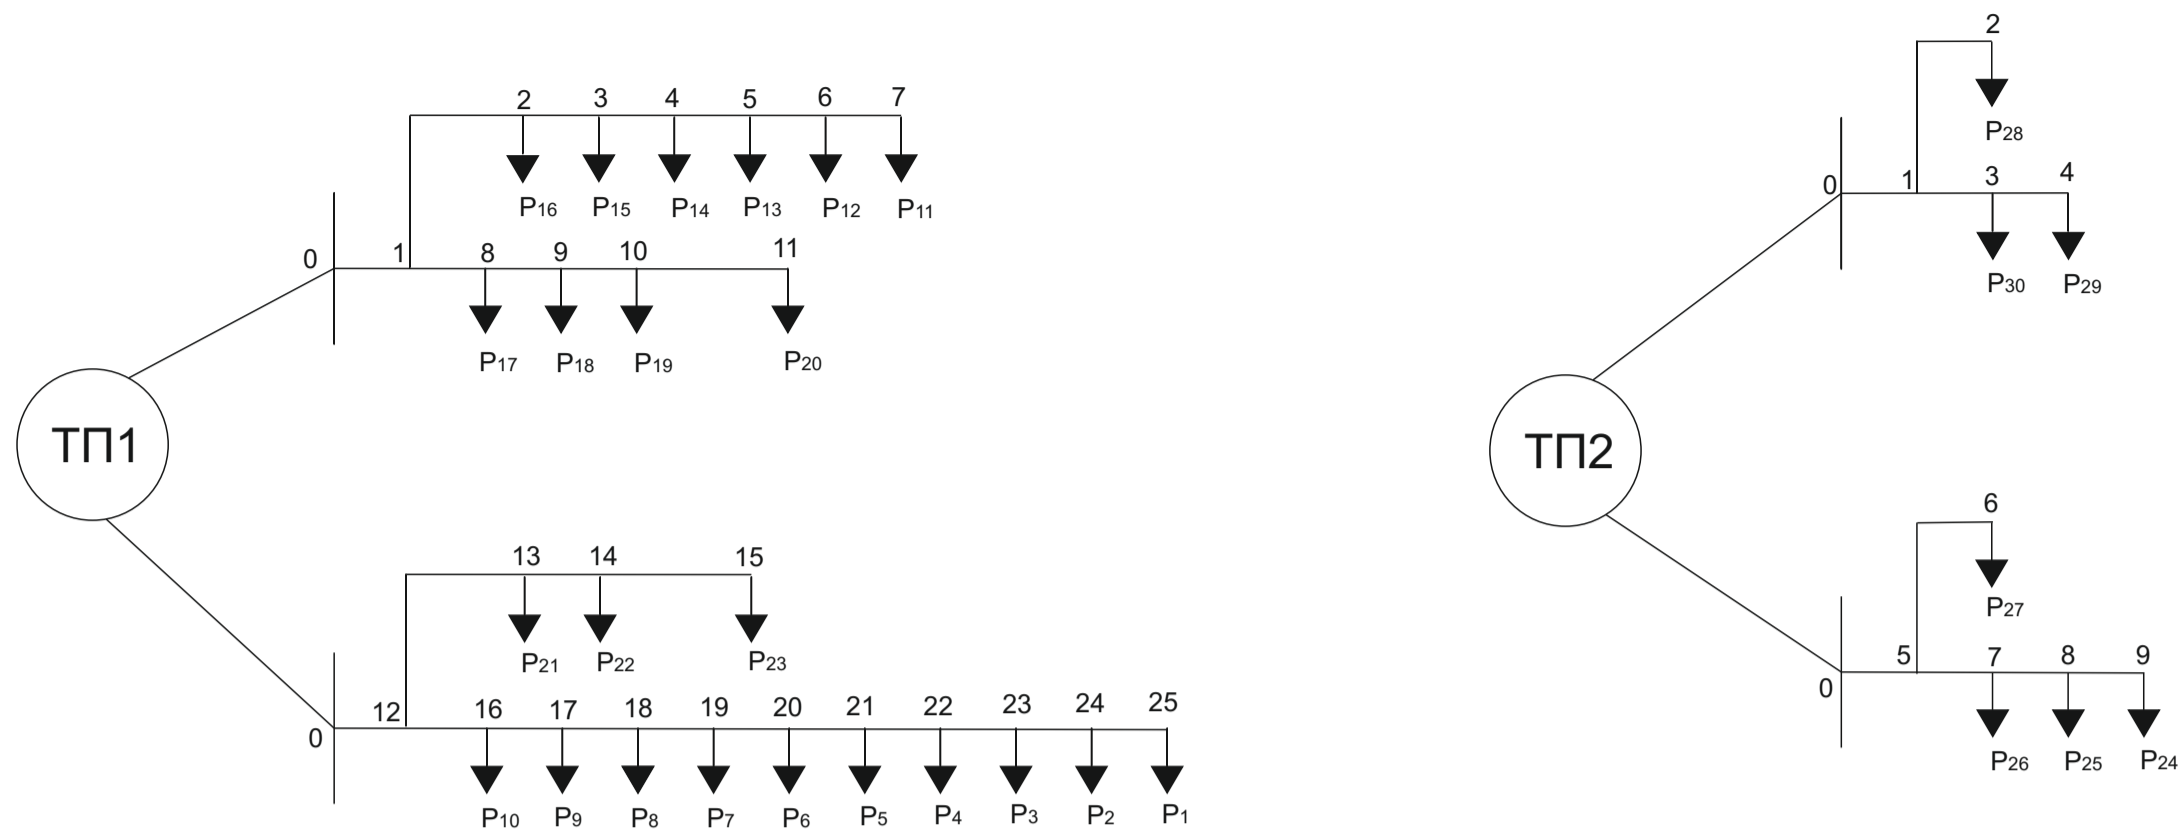 2 3 4 5 6 7
P16 P15 P14 P13 P12 P11
0 1 8 9 10 11
P17 P18 P19 P20
ТП1
13 14 15
P21 P22 P23
12 16 17 18 19 20 21 22 23 24 25
0
P10 P9 P8 P7 P6 P5 P4 P3 P2 P1
2
P28
0 1 3 4
P30 P29
ТП2
6
P27
5 7 8 9
0
P26 P25 P24